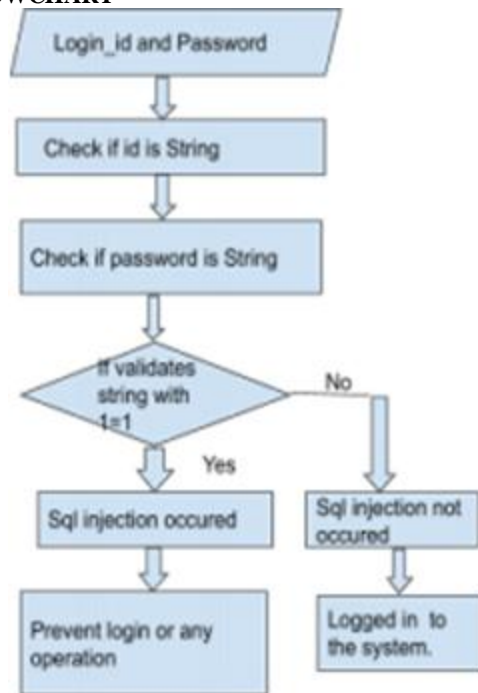 Login_id and Password
Check if id is String
Check if password is String
If validates
string with
1=1
No
Yes
Sql injection occured
Sql injection not
occured
Prevent login or any
operation
Logged in to
the system.